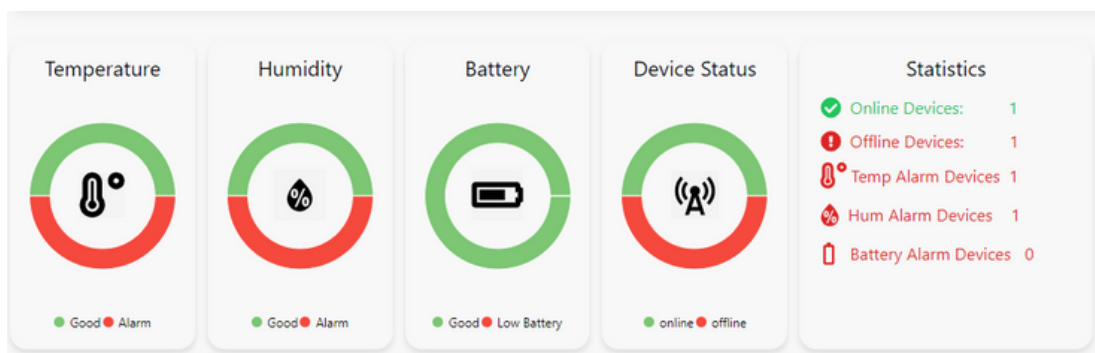 Temperature
Good Alarm
Humidity
%
Good Alarm
Battery
Good Low Battery
Device Status
online offline
Statistics
Online Devices: 1
Offline Devices: 1
Temp Alarm Devices 1
% Hum Alarm Devices 1
Battery Alarm Devices 0